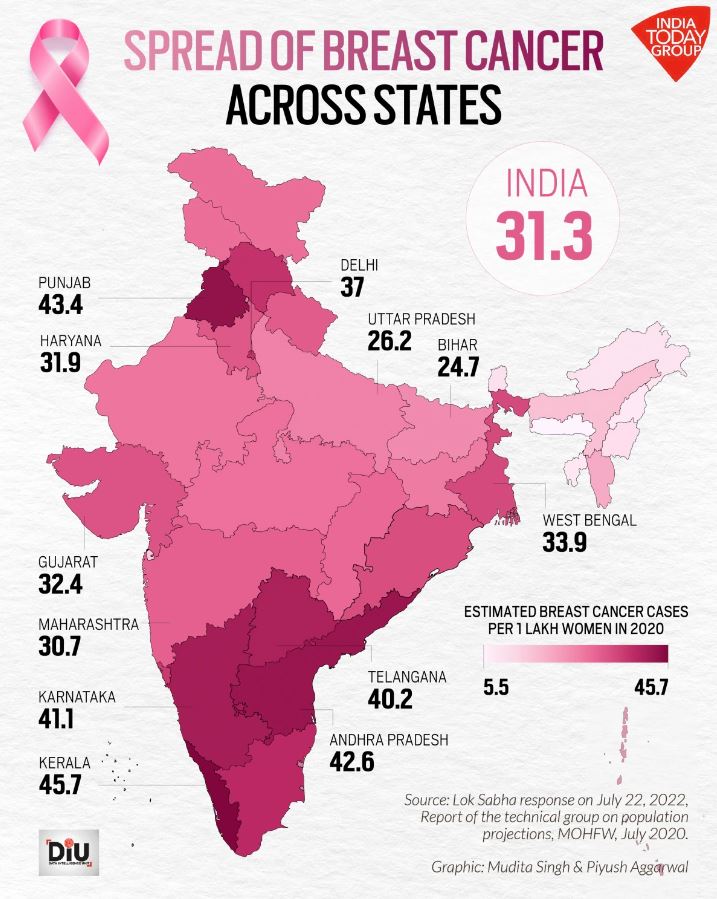 SPREAD OF BREAST CANCER
ACROSS STATES
INDIA
TODAY
GROUP
INDIA
31.3
DELHI
37
PUNJAB
43.4
HARYANA
31.9
UTTAR PRADESH
26.2
BIHAR
24.7
WEST BENGAL
33.9
GUJARAT
32.4
MAHARASHTRA
30.7
KARNATAKA
41.1
KERALA
45.7
TELANGANA
40.2
ANDHRA PRADESH
42.6
ESTIMATED BREAST CANCER CASES
PER 1 LAKH WOMEN IN 2020
5.5
45.7
Source: Lok Sabha response on July 22, 2022,
Report of the technical group on population
projections, MOHFW, July 2020.
Graphic: Mudita Singh & Piyush Aggarwal
DIU
DATA INTELLIGENCE UNIT